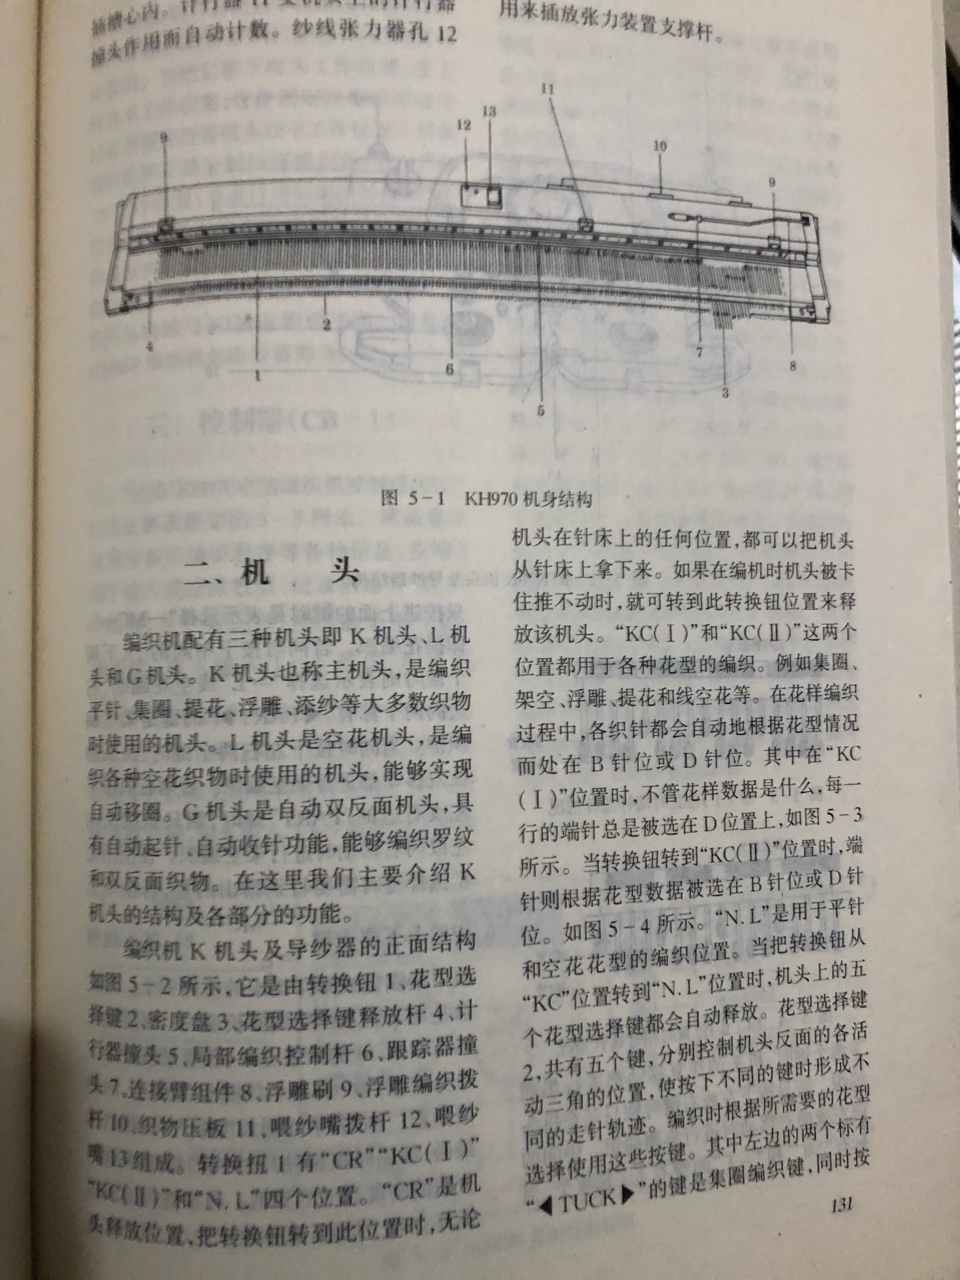 插槽心内。计行器 11 受机头上的计行器
撞头作用而自动计数。纱线张力器孔 12
用来插放张力装置支撑杆。
11
13
12
10
9
9
4
2
1
6
5
7
8
3
图 5-1 KH970 机身结构
二、机 头
编织机配有三种机头即 K 机头、L 机
头和 G 机头。K 机头也称主机头,是编织
平针、集圈、提花、浮雕、添纱等大多数织物
时使用的机头。L 机头是空花机头,是编
织各种空花织物时使用的机头,能够实现
自动移圈。G 机头是自动双反面机头,具
有自动起针、自动收针功能,能够编织罗纹
和双反面织物。在这里我们主要介绍 K
机头的结构及各部分的功能。
编织机 K 机头及导纱器的正面结构
如图 5-2 所示,它是由转换钮 1、花型选
择键 2、密度盘 3、花型选择键释放杆 4、计
行器撞头 5、局部编织控制杆 6、跟踪器撞
头 7、连接臂组件 8、浮雕刷 9、浮雕编织拨
杆 10、织物压板 11、喂纱嘴拨杆 12、喂纱
嘴 13 组成。转换扭 1 有“CR”“KC(Ⅰ)”
“KC(Ⅱ)”和“N.L”四个位置。“CR”是机
头释放位置,把转换钮转到此位置时,无论
机头在针床上的任何位置,都可以把机头
从针床上拿下来。如果在编机时机头被卡
住推不动时,就可转到此转换钮位置来释
放该机头。“KC(Ⅰ)”和“KC(Ⅱ)”这两个
位置都用于各种花型的编织。例如集圈、
架空、浮雕、提花和线空花等。在花样编织
过程中,各织针都会自动地根据花型情况
而处在 B 针位或 D 针位。其中在“KC
(Ⅰ)”位置时,不管花样数据是什么,每一
行的端针总是被选在 D 位置上,如图 5-3
所示。当转换钮转到“KC(Ⅱ)”位置时,端
针则根据花型数据被选在 B 针位或 D 针
位。如图 5-4 所示。“N.L”是用于平针
和空花花型的编织位置。当把转换钮从
“KC”位置转到“N.L”位置时,机头上的五
个花型选择键都会自动释放。花型选择键
2,共有五个键,分别控制机头反面的各活
动三角的位置,使按下不同的键时形成不
同的走针轨迹。编织时根据所需要的花型
选择使用这些按键。其中左边的两个标有
“◀TUCK▶”的键是集圈编织键,同时按
131